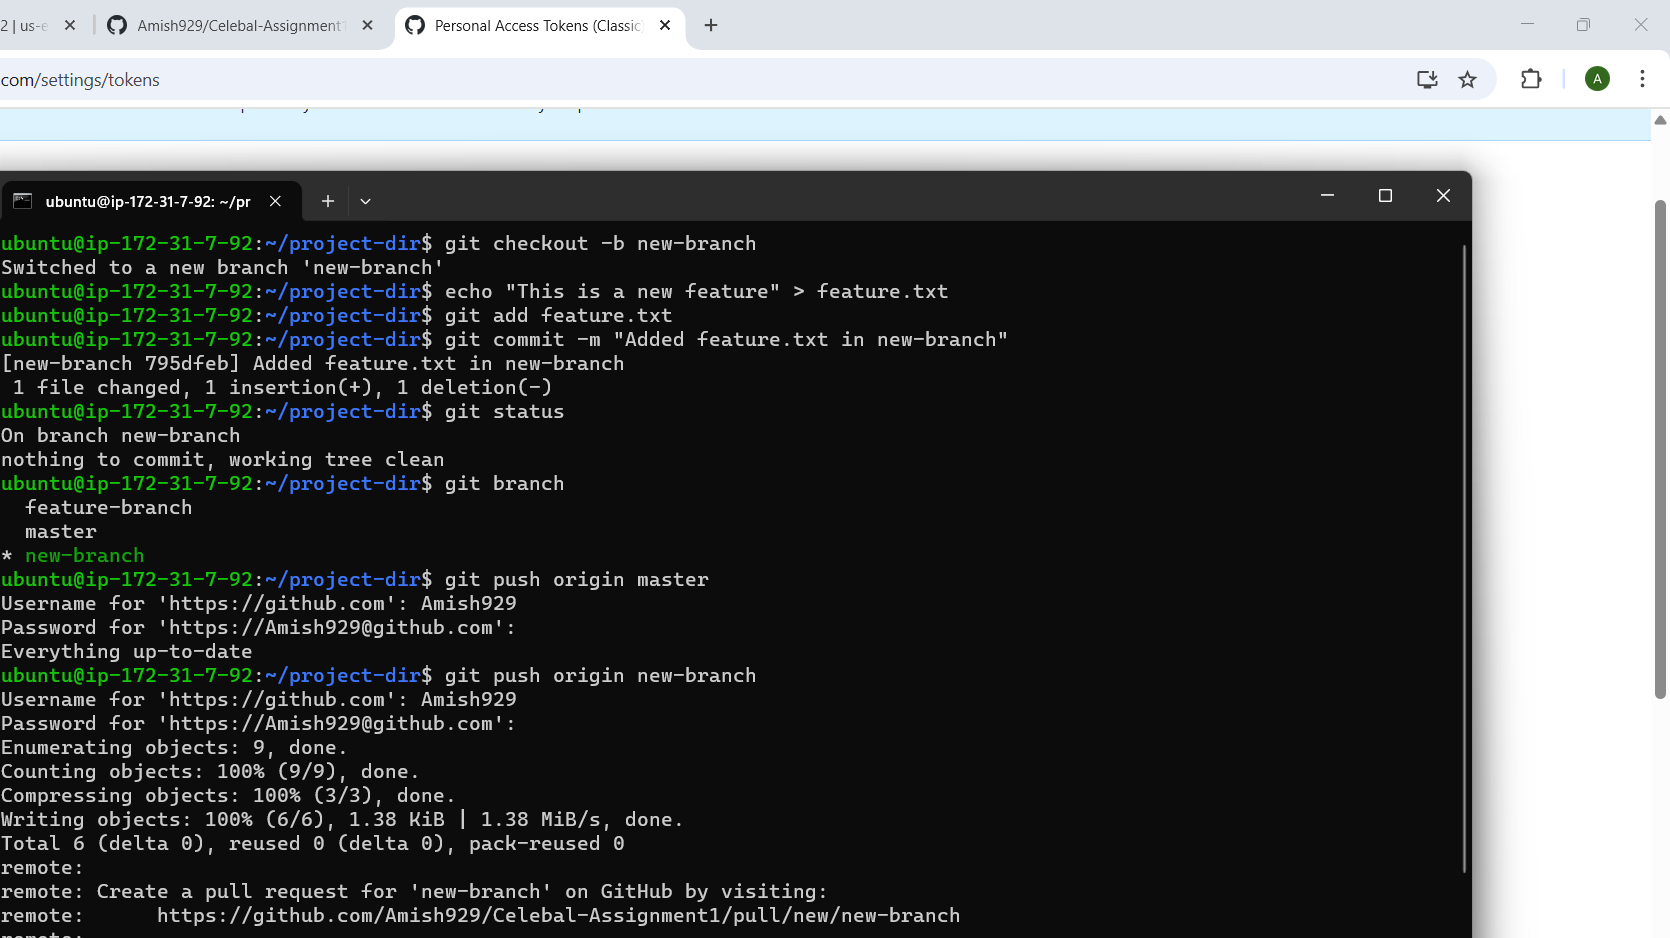 2 | us-e
Amish929/Celebal-Assignment1
Personal Access Tokens (Classic)
com/settings/tokens
A
ubuntu@ip-172-31-7-92: ~/pr
ubuntu@ip-172-31-7-92:~/project-dir$ git checkout -b new-branch
Switched to a new branch 'new-branch'
ubuntu@ip-172-31-7-92:~/project-dir$ echo "This is a new feature" > feature.txt
ubuntu@ip-172-31-7-92:~/project-dir$ git add feature.txt
ubuntu@ip-172-31-7-92:~/project-dir$ git commit -m "Added feature.txt in new-branch"
[new-branch 795dfeb] Added feature.txt in new-branch
 1 file changed, 1 insertion(+), 1 deletion(-)
ubuntu@ip-172-31-7-92:~/project-dir$ git status
On branch new-branch
nothing to commit, working tree clean
ubuntu@ip-172-31-7-92:~/project-dir$ git branch
  feature-branch
  master
* new-branch
ubuntu@ip-172-31-7-92:~/project-dir$ git push origin master
Username for 'https://github.com': Amish929
Password for 'https://Amish929@github.com':
Everything up-to-date
ubuntu@ip-172-31-7-92:~/project-dir$ git push origin new-branch
Username for 'https://github.com': Amish929
Password for 'https://Amish929@github.com':
Enumerating objects: 9, done.
Counting objects: 100% (9/9), done.
Compressing objects: 100% (3/3), done.
Writing objects: 100% (6/6), 1.38 KiB | 1.38 MiB/s, done.
Total 6 (delta 0), reused 0 (delta 0), pack-reused 0
remote:
remote: Create a pull request for 'new-branch' on GitHub by visiting:
remote:      https://github.com/Amish929/Celebal-Assignment1/pull/new/new-branch